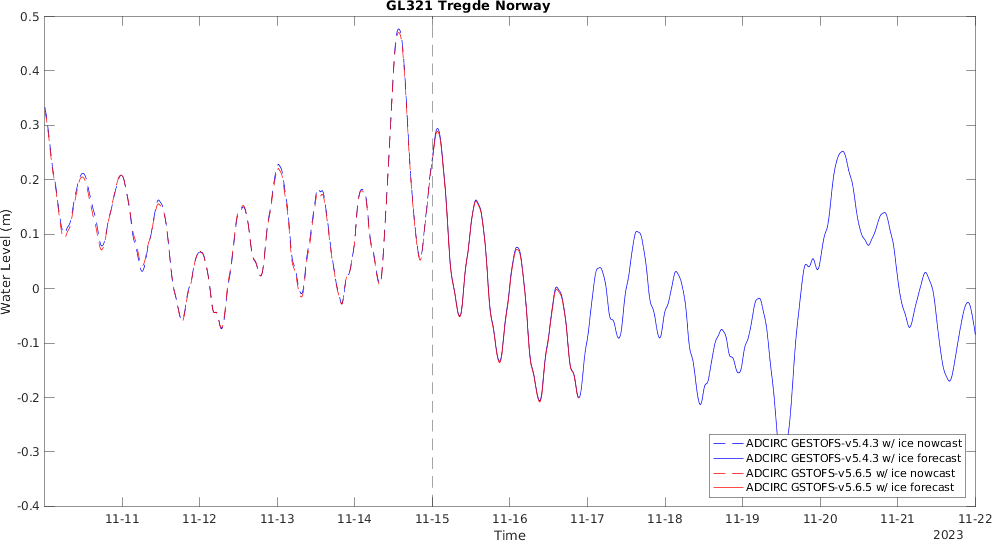 GL321 Tregde Norway
0.5
0.4
0.3
0.2
0.1
0
-0.1
-0.2
-0.3
-0.4
Water Level (m)
ADCIRC GESTOFS-v5.4.3 w/ ice nowcast
ADCIRC GESTOFS-v5.4.3 w/ ice forecast
ADCIRC GSTOFS-v5.6.5 w/ ice nowcast
ADCIRC GSTOFS-v5.6.5 w/ ice forecast
11-11 11-12 11-13 11-14 11-15 11-16 11-17 11-18 11-19 11-20 11-21 11-22
Time
2023